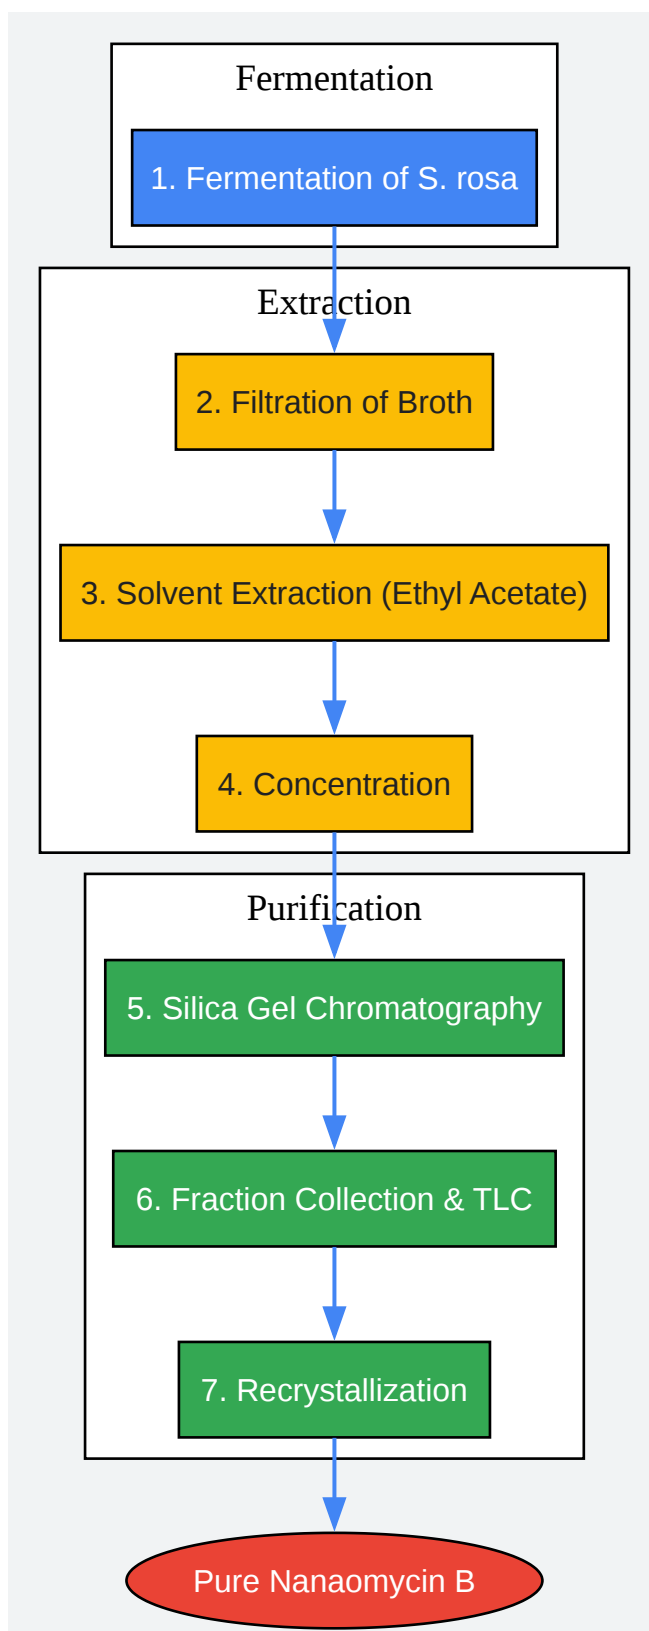 Fermentation
1. Fermentation of S. rosa
Extraction
2. Filtration of Broth
3. Solvent Extraction (Ethyl Acetate)
4. Concentration
Purification
5. Silica Gel Chromatography
6. Fraction Collection & TLC
7. Recrystallization
Pure Nanaomycin B